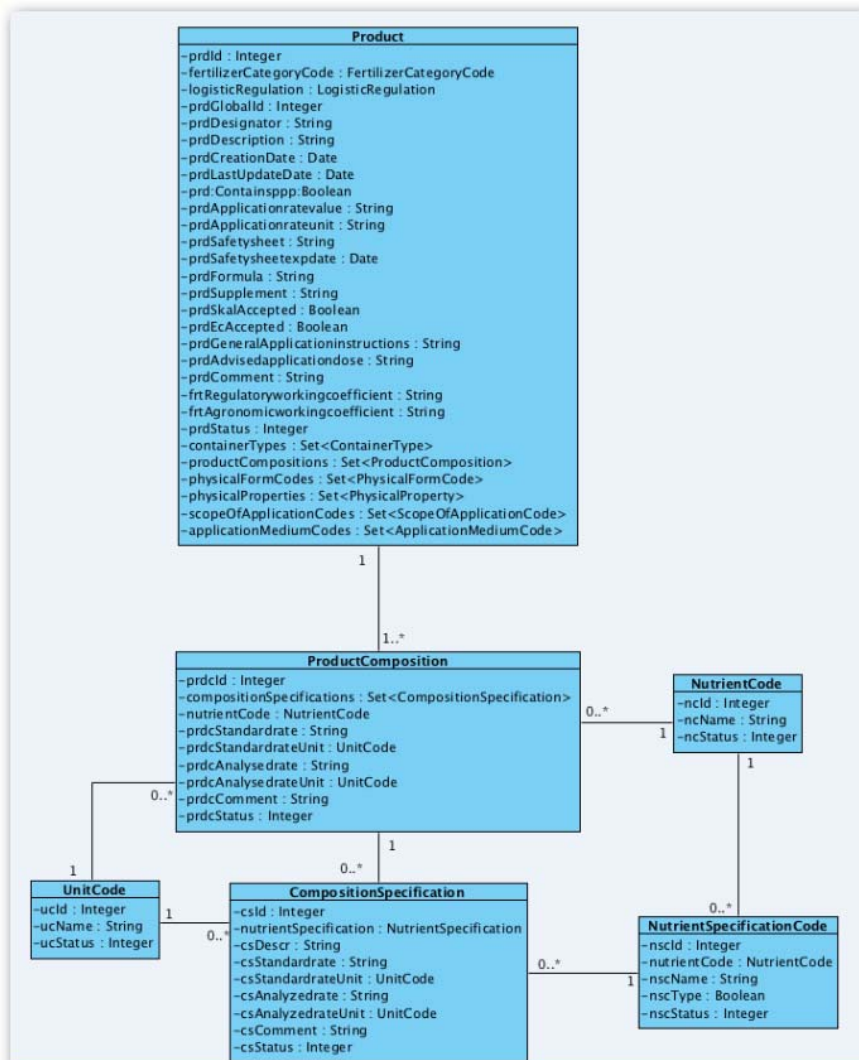 Product
-prdId : Integer
-fertilizerCategoryCode : FertilizerCategoryCode
-logisticRegulation : LogisticRegulation
-prdGlobalId : Integer
-prdDesignator : String
-prdDescription : String
-prdCreationDate : Date
-prdLastUpdateDate : Date
-prd:Containsppp:Boolean
-prdApplicationratevalue : String
-prdApplicationrateunit : String
-prdSafetysheet : String
-prdSafetysheetexpdate : Date
-prdFormula : String
-prdSupplement : String
-prdSkalAccepted : Boolean
-prdEcAccepted : Boolean
-prdGeneralApplicationinstructions : String
-prdAdvisedapplicationdose : String
-prdComment : String
-frtRegulatoryworkingcoefficient : String
-frtAgronomicworkingcoefficient : String
-prdStatus : Integer
-containerTypes : Set<ContainerType>
-productCompositions : Set<ProductComposition>
-physicalFormCodes : Set<PhysicalFormCode>
-physicalProperties : Set<PhysicalProperty>
-scopeOfApplicationCodes : Set<ScopeOfApplicationCode>
-applicationMediumCodes : Set<ApplicationMediumCode>
1
1..*
ProductComposition
-prdcId : Integer
-compositionSpecifications : Set<CompositionSpecification>
-nutrientCode : NutrientCode
-prdcStandardrate : String
-prdcStandardrateUnit : UnitCode
-prdcAnalysedrate : String
-prdcAnalysedrateUnit : UnitCode
-prdcComment : String
-prdcStatus : Integer
0..*
1
NutrientCode
-ncId : Integer
-ncName : String
-ncStatus : Integer
1
0..*
0..*
1
1
0..*
UnitCode
-ucId : Integer
-ucName : String
-ucStatus : Integer
1
0..*
CompositionSpecification
-csId : Integer
-nutrientSpecification : NutrientSpecification
-csDescr : String
-csStandardrate : String
-csStandardrateUnit : UnitCode
-csAnalyzedrate : String
-csAnalyzedrateUnit : UnitCode
-csComment : String
-csStatus : Integer
0..*
1
NutrientSpecificationCode
-nscId : Integer
-nutrientCode : NutrientCode
-nscName : String
-nscType : Boolean
-nscStatus : Integer